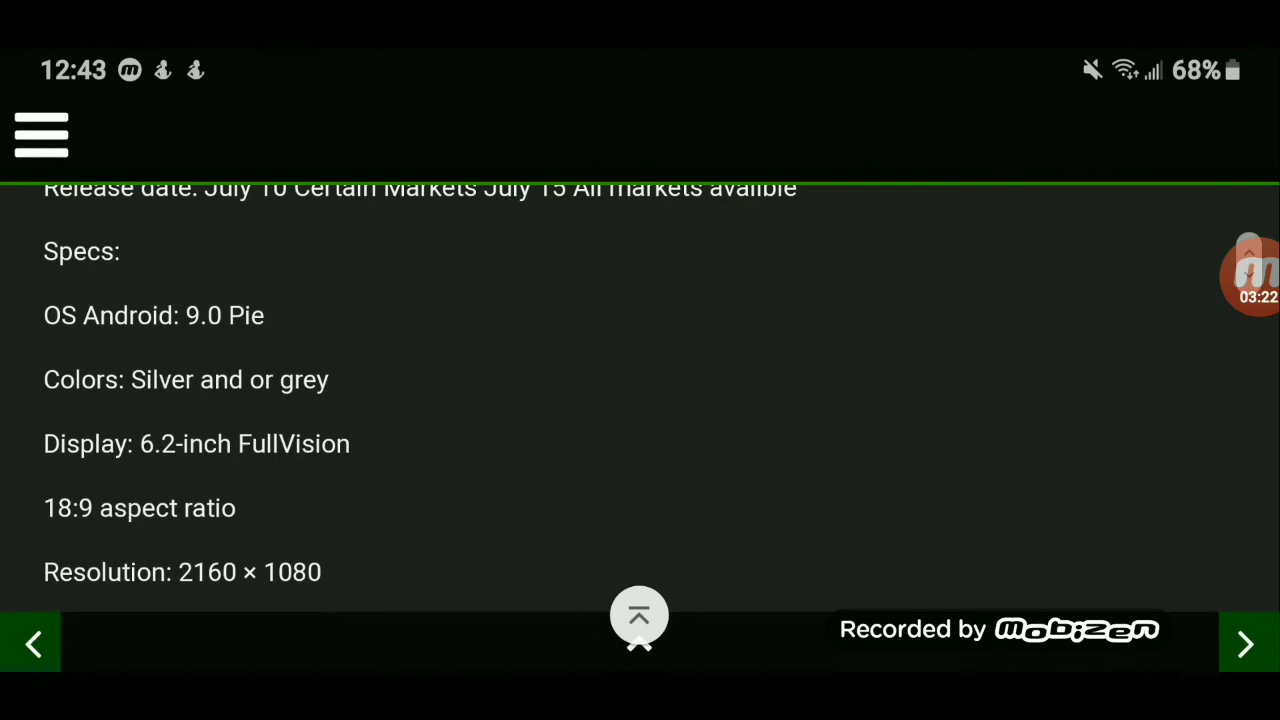 12:43
68%
Release date: July 10 Certain Markets July 15 All markets avalible
Specs:
OS Android: 9.0 Pie
Colors: Silver and or grey
03:22
Display: 6.2-inch FullVision
18:9 aspect ratio
Resolution: 2160 × 1080
Recorded by mobizen